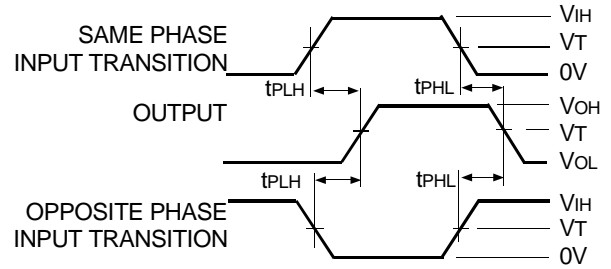 SAME PHASE
INPUT TRANSITION
VIH
VT
0V
tPLH
tPHL
OUTPUT
VOH
VT
VOL
tPLH
tPHL
OPPOSITE PHASE
INPUT TRANSITION
VIH
VT
0V